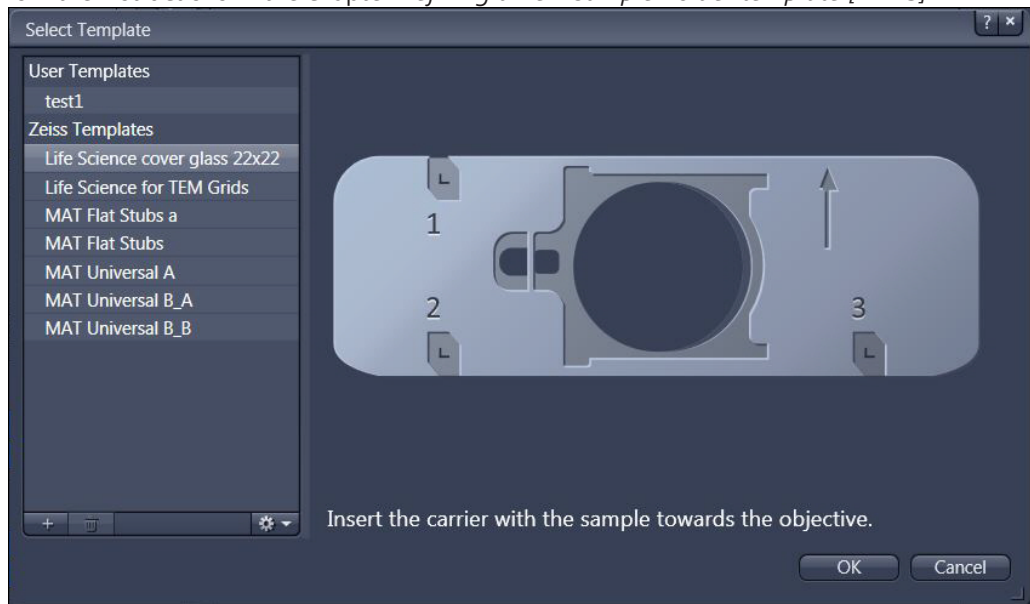 Select Template
? ×
User Templates
test1
Zeiss Templates
Life Science cover glass 22x22
Life Science for TEM Grids
MAT Flat Stubs a
MAT Flat Stubs
MAT Universal A
MAT Universal B_A
MAT Universal B_B
1
2
3
Insert the carrier with the sample towards the objective.
OK Cancel